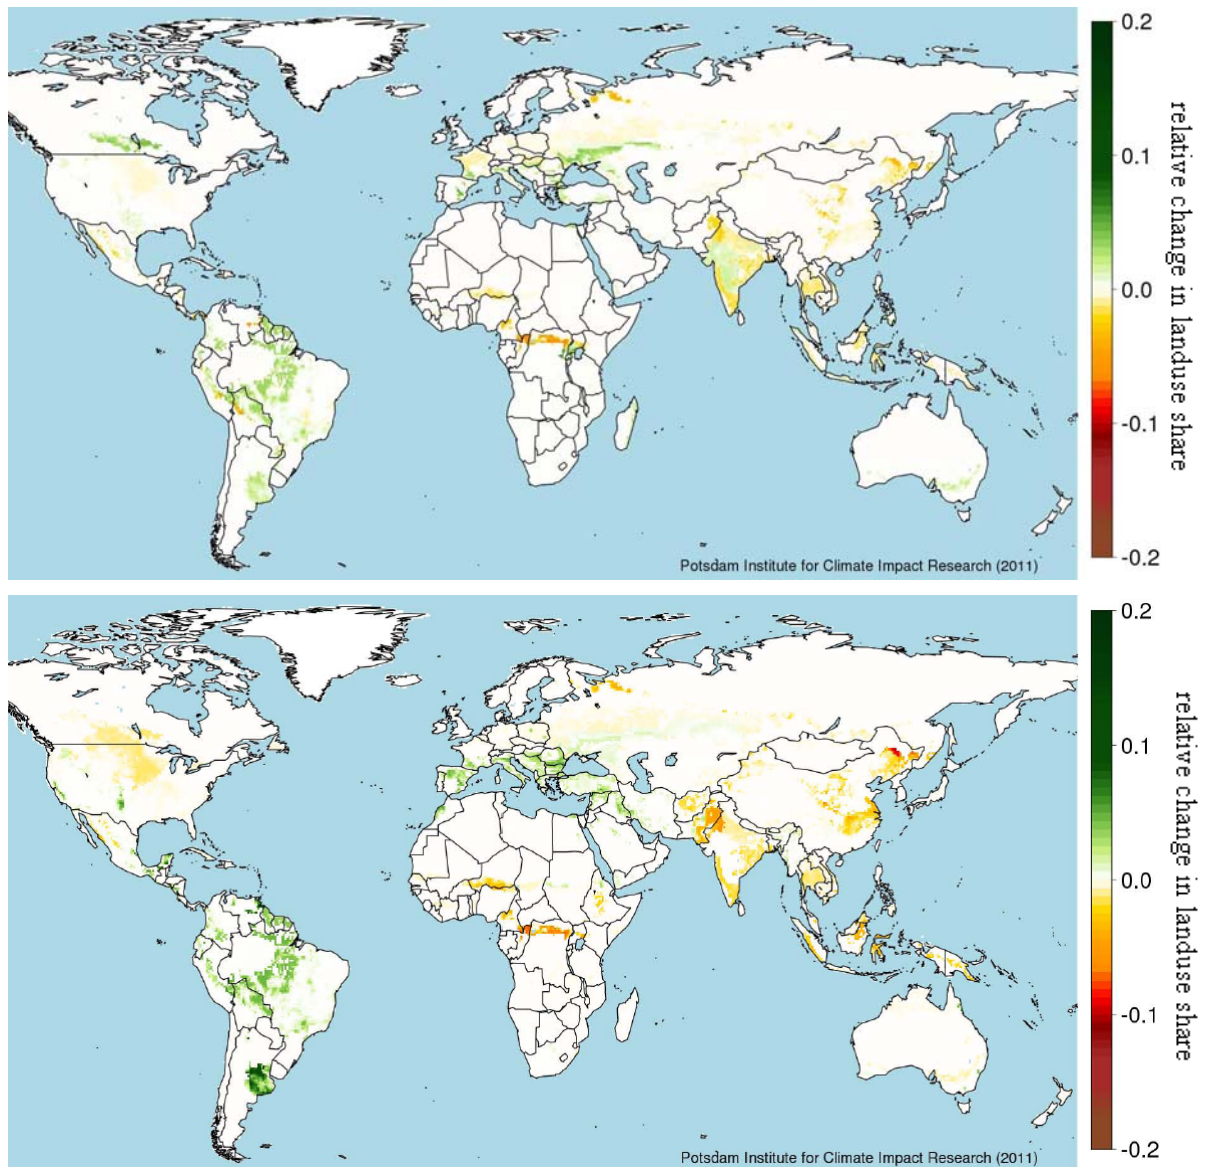 0.2
0.1
0.0
-0.1
-0.2
relative change in landuse share
Potsdam Institute for Climate Impact Research (2011)
0.2
0.1
0.0
-0.1
-0.2
relative change in landuse share
Potsdam Institute for Climate Impact Research (2011)